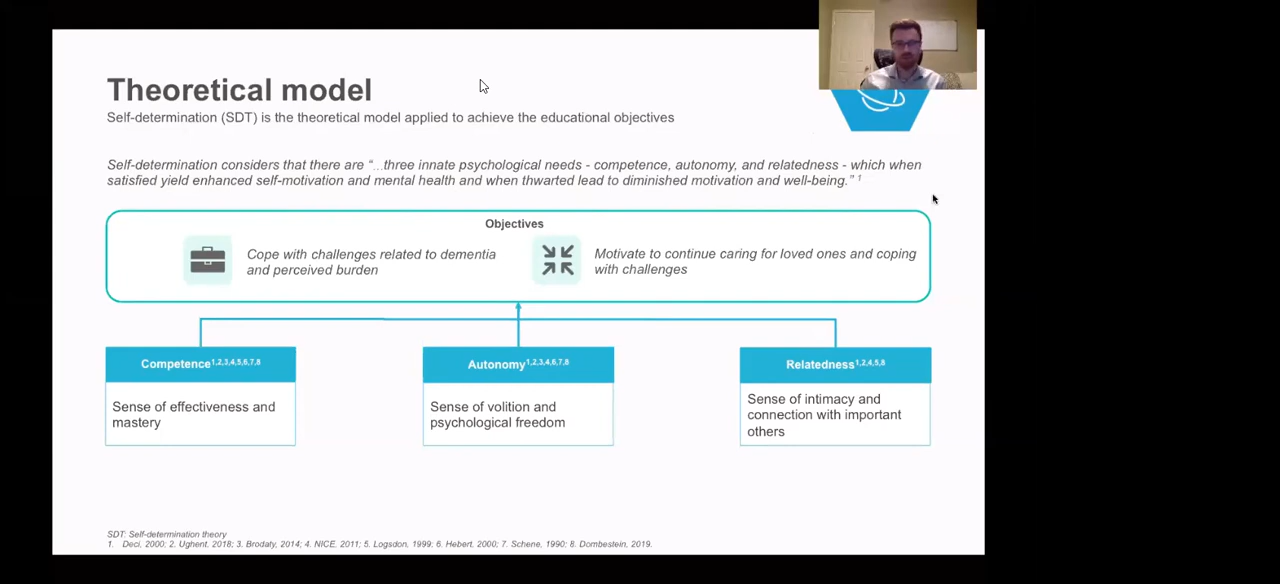 Theoretical model
Self-determination (SDT) is the theoretical model applied to achieve the educational objectives
Self-determination considers that there are “...three innate psychological needs - competence, autonomy, and relatedness - which when
satisfied yield enhanced self-motivation and mental health and when thwarted lead to diminished motivation and well-being.” 1
Objectives
Cope with challenges related to dementia
and perceived burden
Motivate to continue caring for loved ones and coping
with challenges
Competence1,2,3,4,5,6,7,8
Sense of effectiveness and
mastery
Autonomy1,2,3,4,6,7,8
Sense of volition and
psychological freedom
Relatedness1,2,4,5,8
Sense of intimacy and
connection with important
others
SDT: Self-determination theory
1. Deci, 2000; 2. Ughent, 2018; 3. Brodaty, 2014; 4. NICE, 2011; 5. Logsdon, 1999; 6. Hebert, 2000; 7. Schene, 1990; 8. Dombestein, 2019.